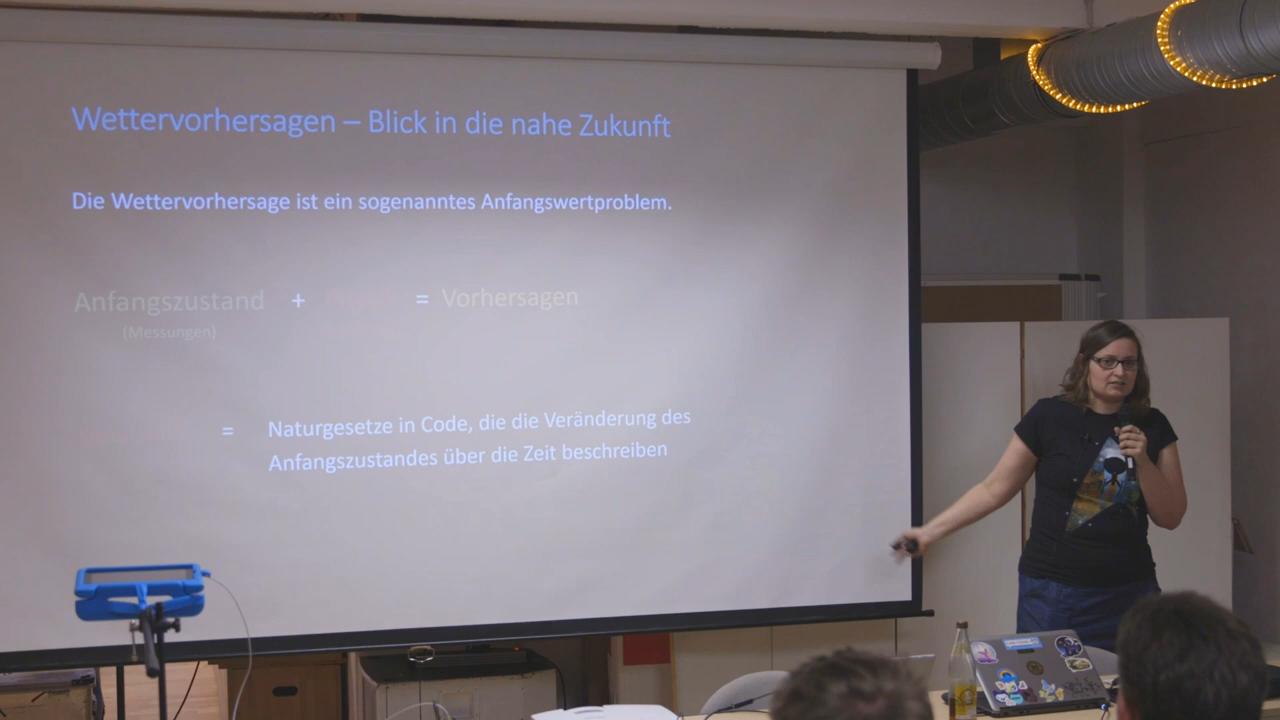 Wettervorhersagen – Blick in die nahe Zukunft
Die Wettervorhersage ist ein sogenanntes Anfangswertproblem.
Anfangszustand + = Vorhersagen
(Messungen)
= Naturgesetze in Code, die die Veränderung des
Anfangszustandes über die Zeit beschreiben